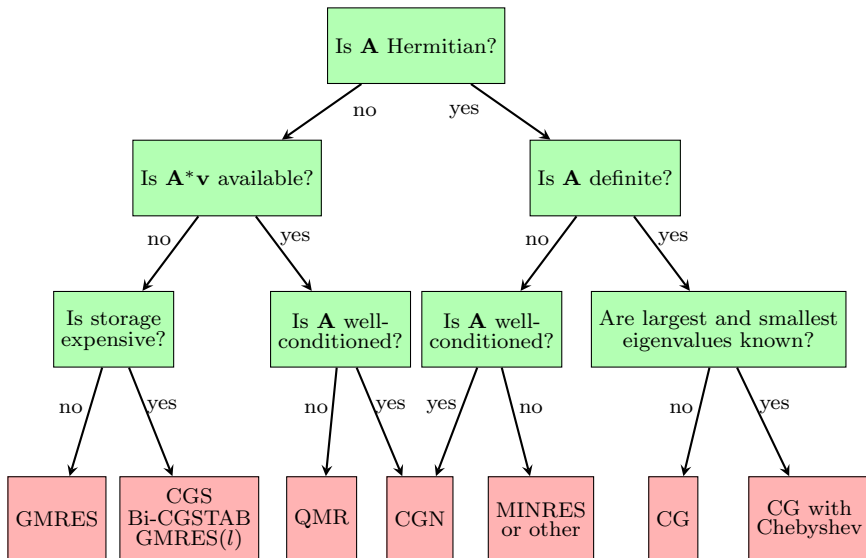 Is A Hermitian?
no
yes
Is A*v available?
Is A definite?
no
yes
no
yes
Is storage
expensive?
Is A well-
conditioned?
Is A well-
conditioned?
Are largest and smallest
eigenvalues known?
no
yes
no
yes
yes
no
no
yes
GMRES
CGS
Bi-CGSTAB
GMRES(l)
QMR
CGN
MINRES
or other
CG
CG with
Chebyshev